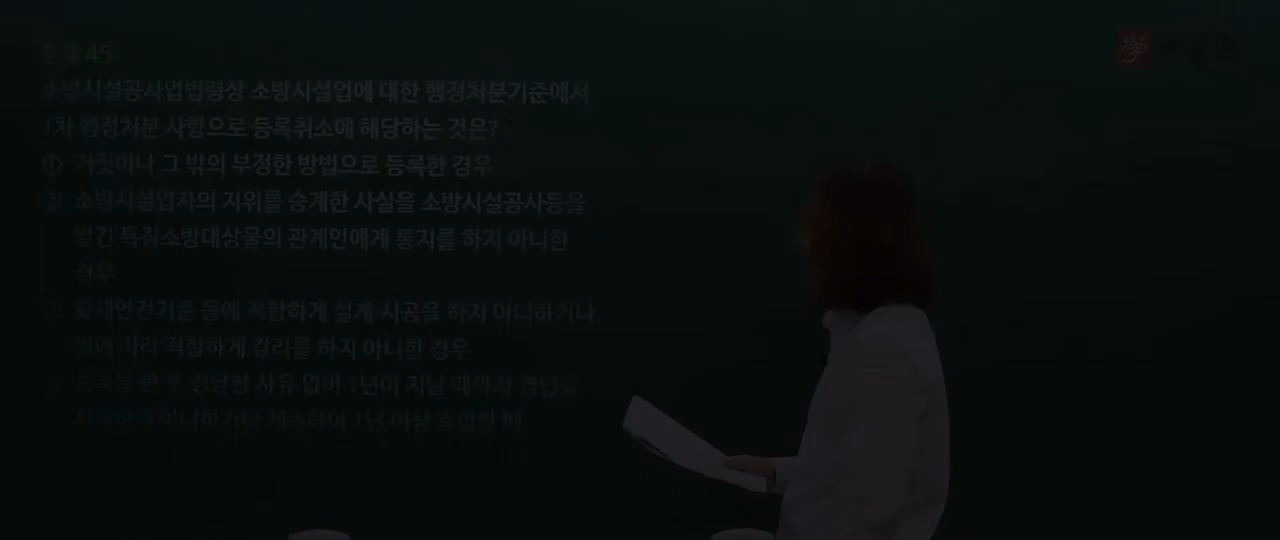 문제 45
소방시설공사업법령상 소방시설업에 대한 행정처분기준에서
1차 행정처분 사항으로 등록취소에 해당하는 것은?
① 거짓이나 그 밖의 부정한 방법으로 등록한 경우
② 소방시설업자의 지위를 승계한 사실을 소방시설공사등을
맡긴 특정소방대상물의 관계인에게 통지를 하지 아니한
경우
③ 화재안전기준 등에 적합하게 설계 시공을 하지 아니하거나,
법에 따라 적합하게 감리를 하지 아니한 경우
④ 등록을 한 후 정당한 사유 없이 1년이 지날 때까지 영업을
시작하지 아니하거나 계속하여 1년 이상 휴업한 때